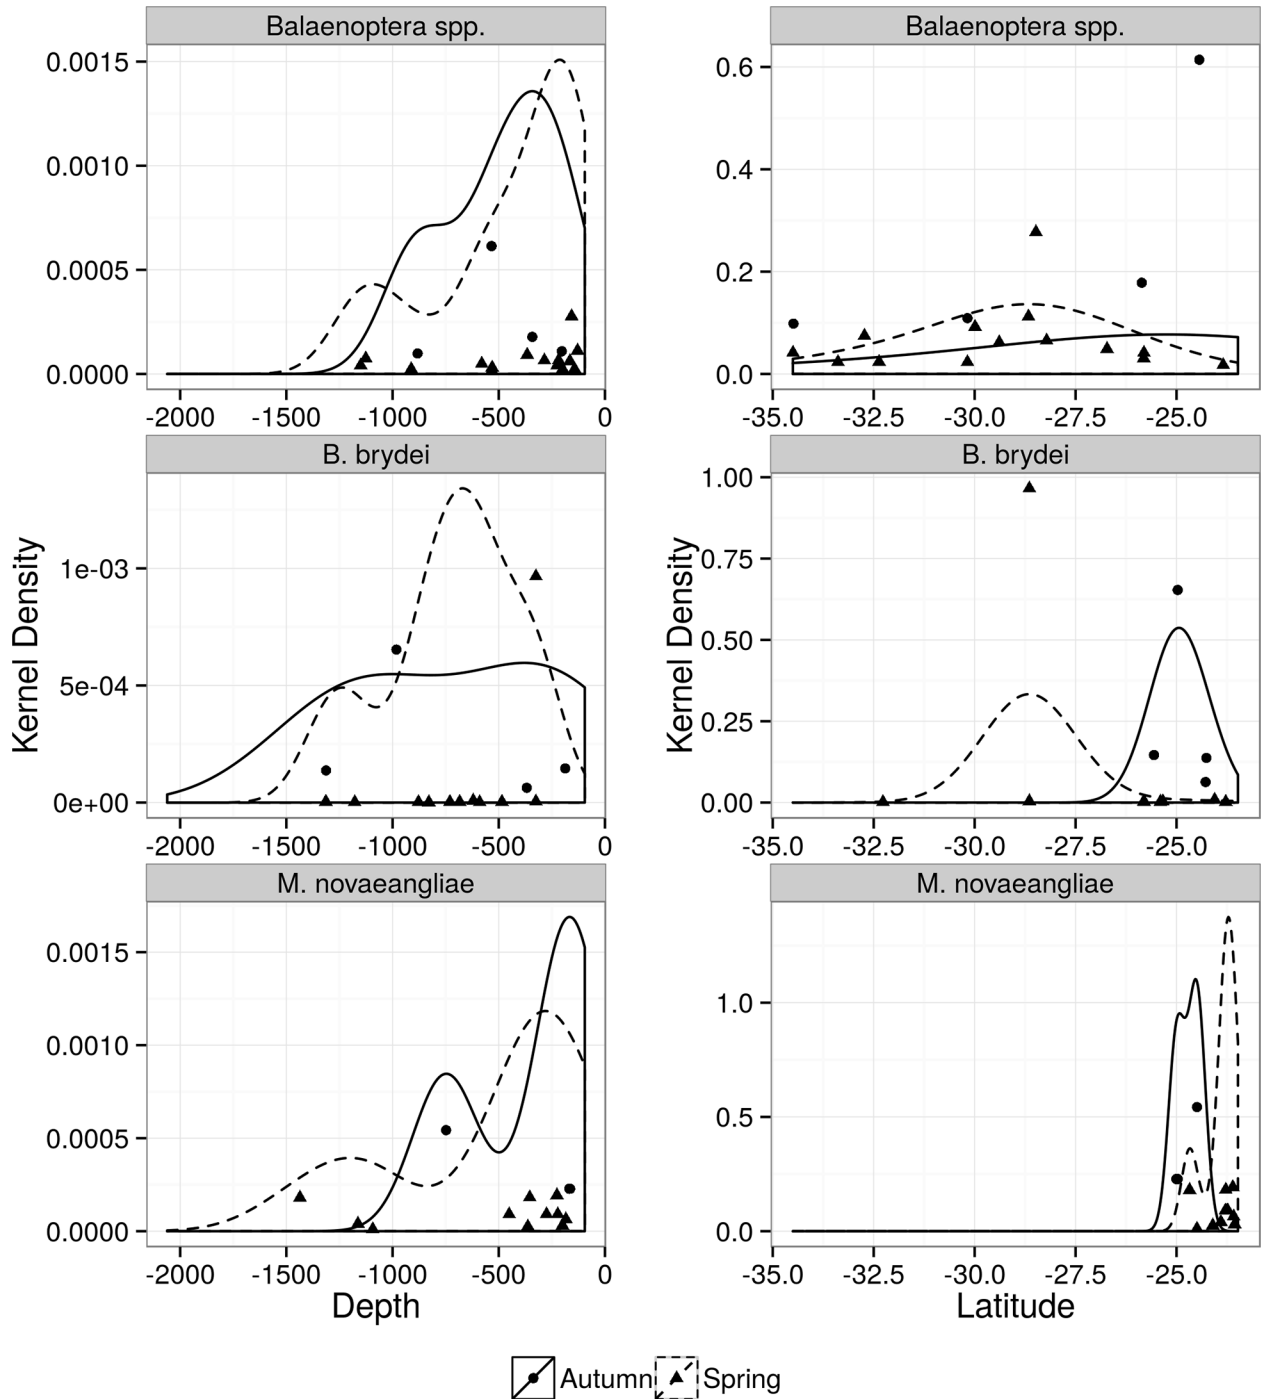 Balaenoptera spp. Balaenoptera spp.
0.0015
0.0010
0.0005
0.0000
-2000 -1500 -1000 -500 0
0.6
0.4
0.2
0.0
-35.0 -32.5 -30.0 -27.5 -25.0
B. brydei B. brydei
Kernel Density
1e-03
5e-04
0e+00
-2000 -1500 -1000 -500 0
Kernel Density
1.00
0.75
0.50
0.25
0.00
-35.0 -32.5 -30.0 -27.5 -25.0
M. novaeangliae M. novaeangliae
0.0015
0.0010
0.0005
0.0000
-2000 -1500 -1000 -500 0
Depth
1.0
0.5
0.0
-35.0 -32.5 -30.0 -27.5 -25.0
Latitude
Autumn Spring